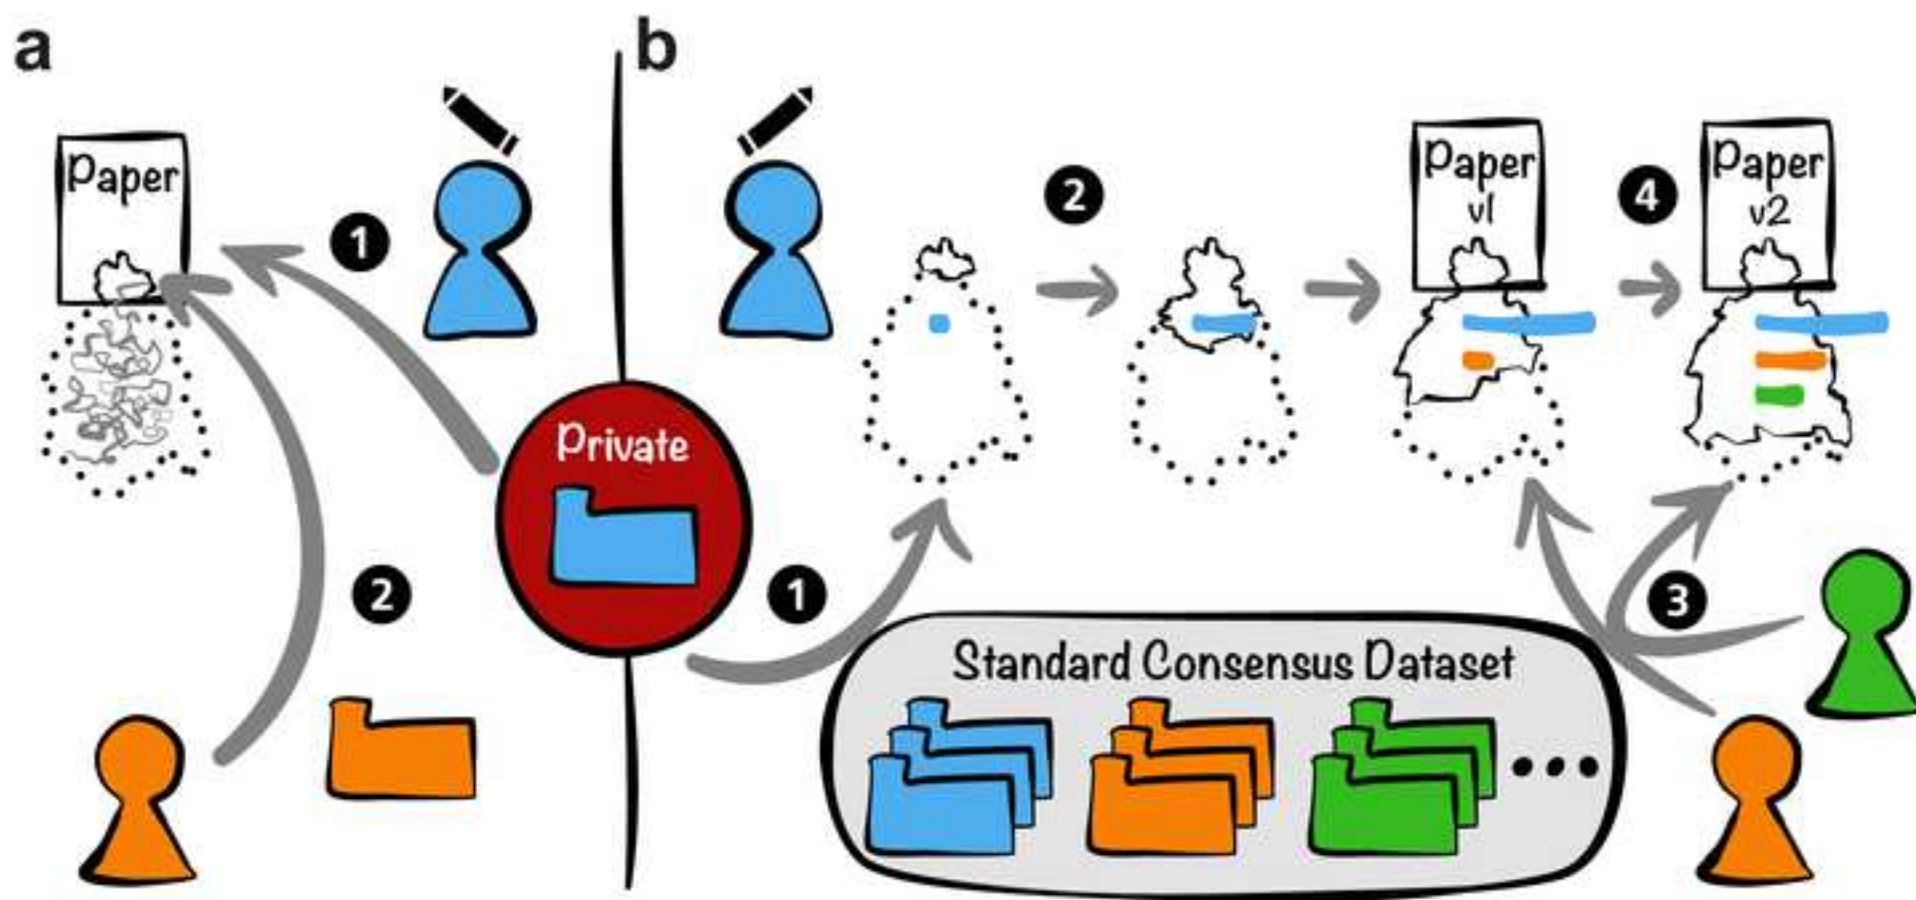 a
b
Paper
1
2
Private
1
2
Paper
v1
4
Paper
v2
3
Standard Consensus Dataset